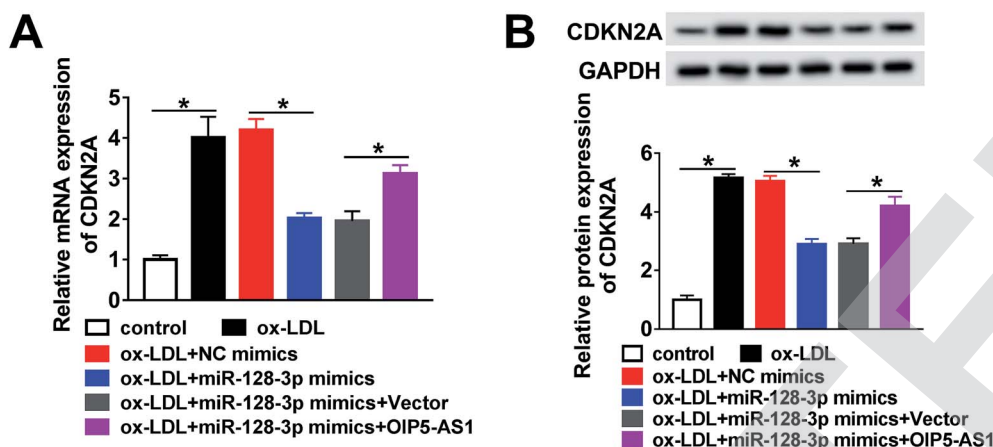 A
Relative mRNA expression
of CDKN2A
5
4
3
2
1
0
*
*
*
control
ox-LDL
ox-LDL+NC mimics
ox-LDL+miR-128-3p mimics
ox-LDL+miR-128-3p mimics+Vector
ox-LDL+miR-128-3p mimics+OIP5-AS1
B
CDKN2A
GAPDH
Relative protein expression
of CDKN2A
6
4
2
0
*
*
*
control
ox-LDL
ox-LDL+NC mimics
ox-LDL+miR-128-3p mimics
ox-LDL+miR-128-3p mimics+Vector
ox-LDL+miR-128-3p mimics+OIP5-AS1